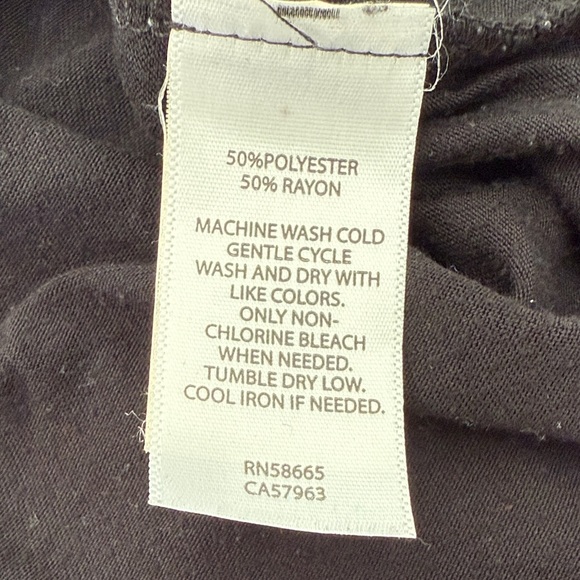 50%POLYESTER
50% RAYON
MACHINE WASH COLD
GENTLE CYCLE
WASH AND DRY WITH
LIKE COLORS.
ONLY NON-
CHLORINE BLEACH
WHEN NEEDED.
TUMBLE DRY LOW.
COOL IRON IF NEEDED.
RN58665
CA57963